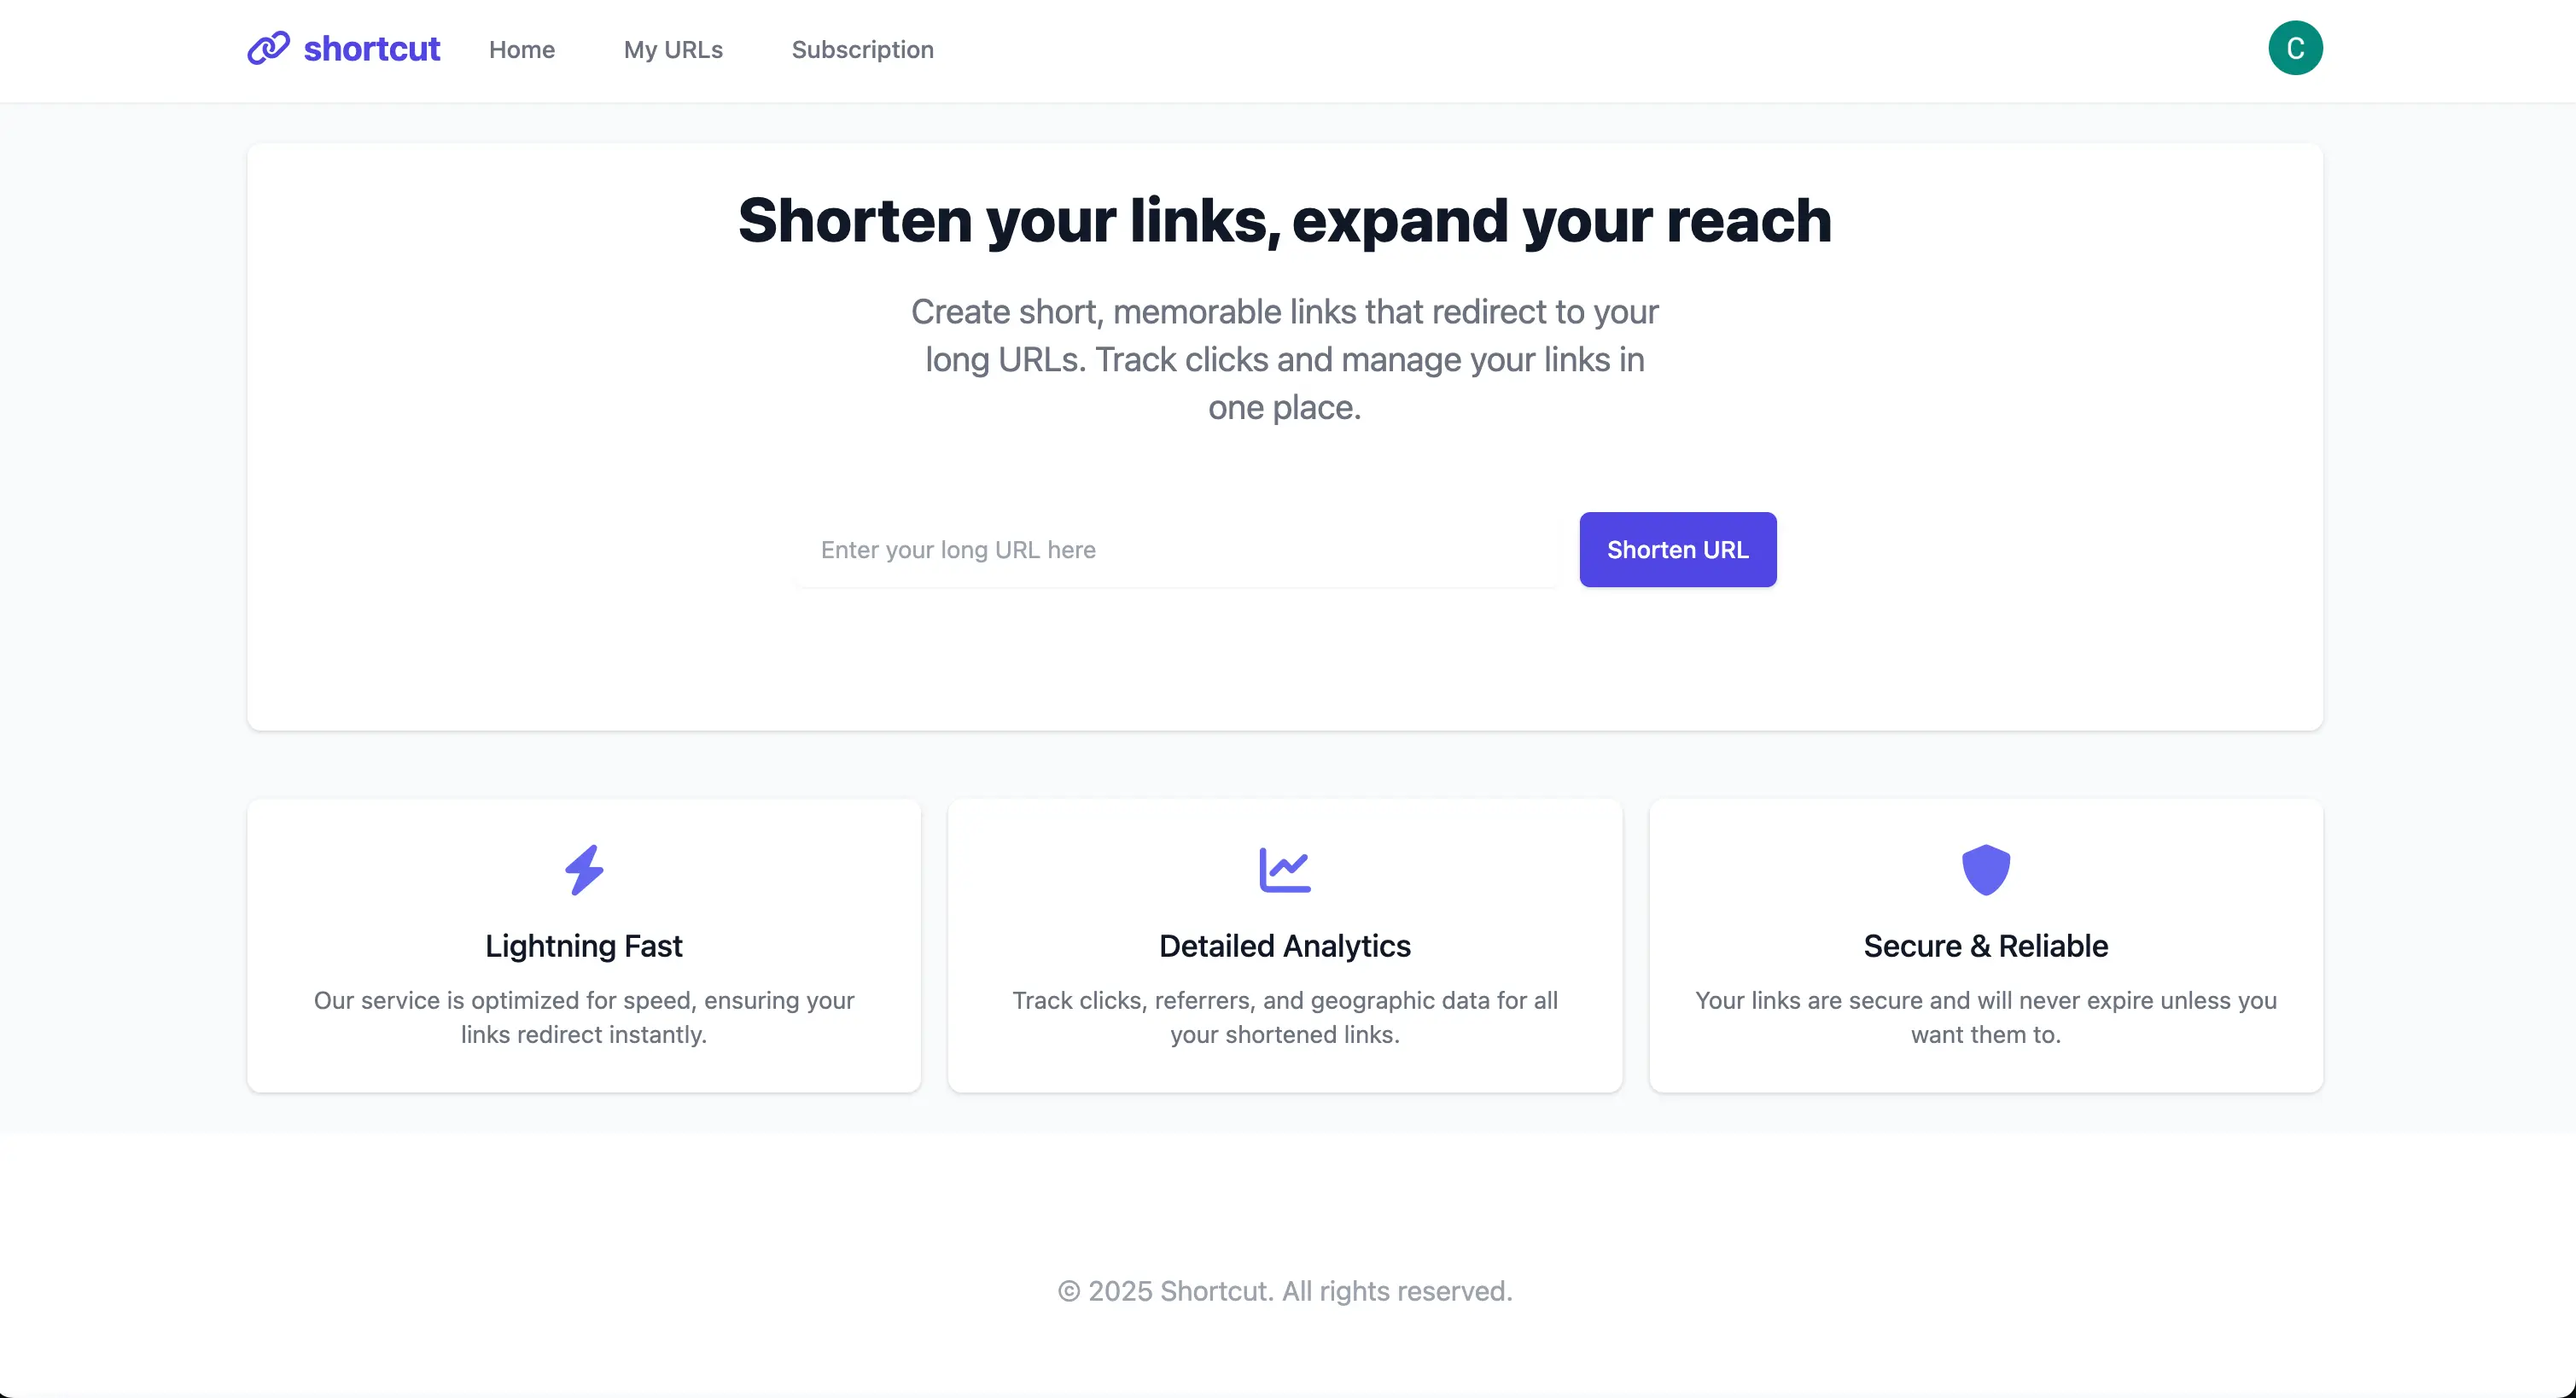 shortcut
Home
My URLs
Subscription
C
Shorten your links, expand your reach
Create short, memorable links that redirect to your
long URLs. Track clicks and manage your links in
one place.
Enter your long URL here
Shorten URL
Lightning Fast
Our service is optimized for speed, ensuring your
links redirect instantly.
Detailed Analytics
Track clicks, referrers, and geographic data for all
your shortened links.
Secure & Reliable
Your links are secure and will never expire unless you
want them to.
© 2025 Shortcut. All rights reserved.